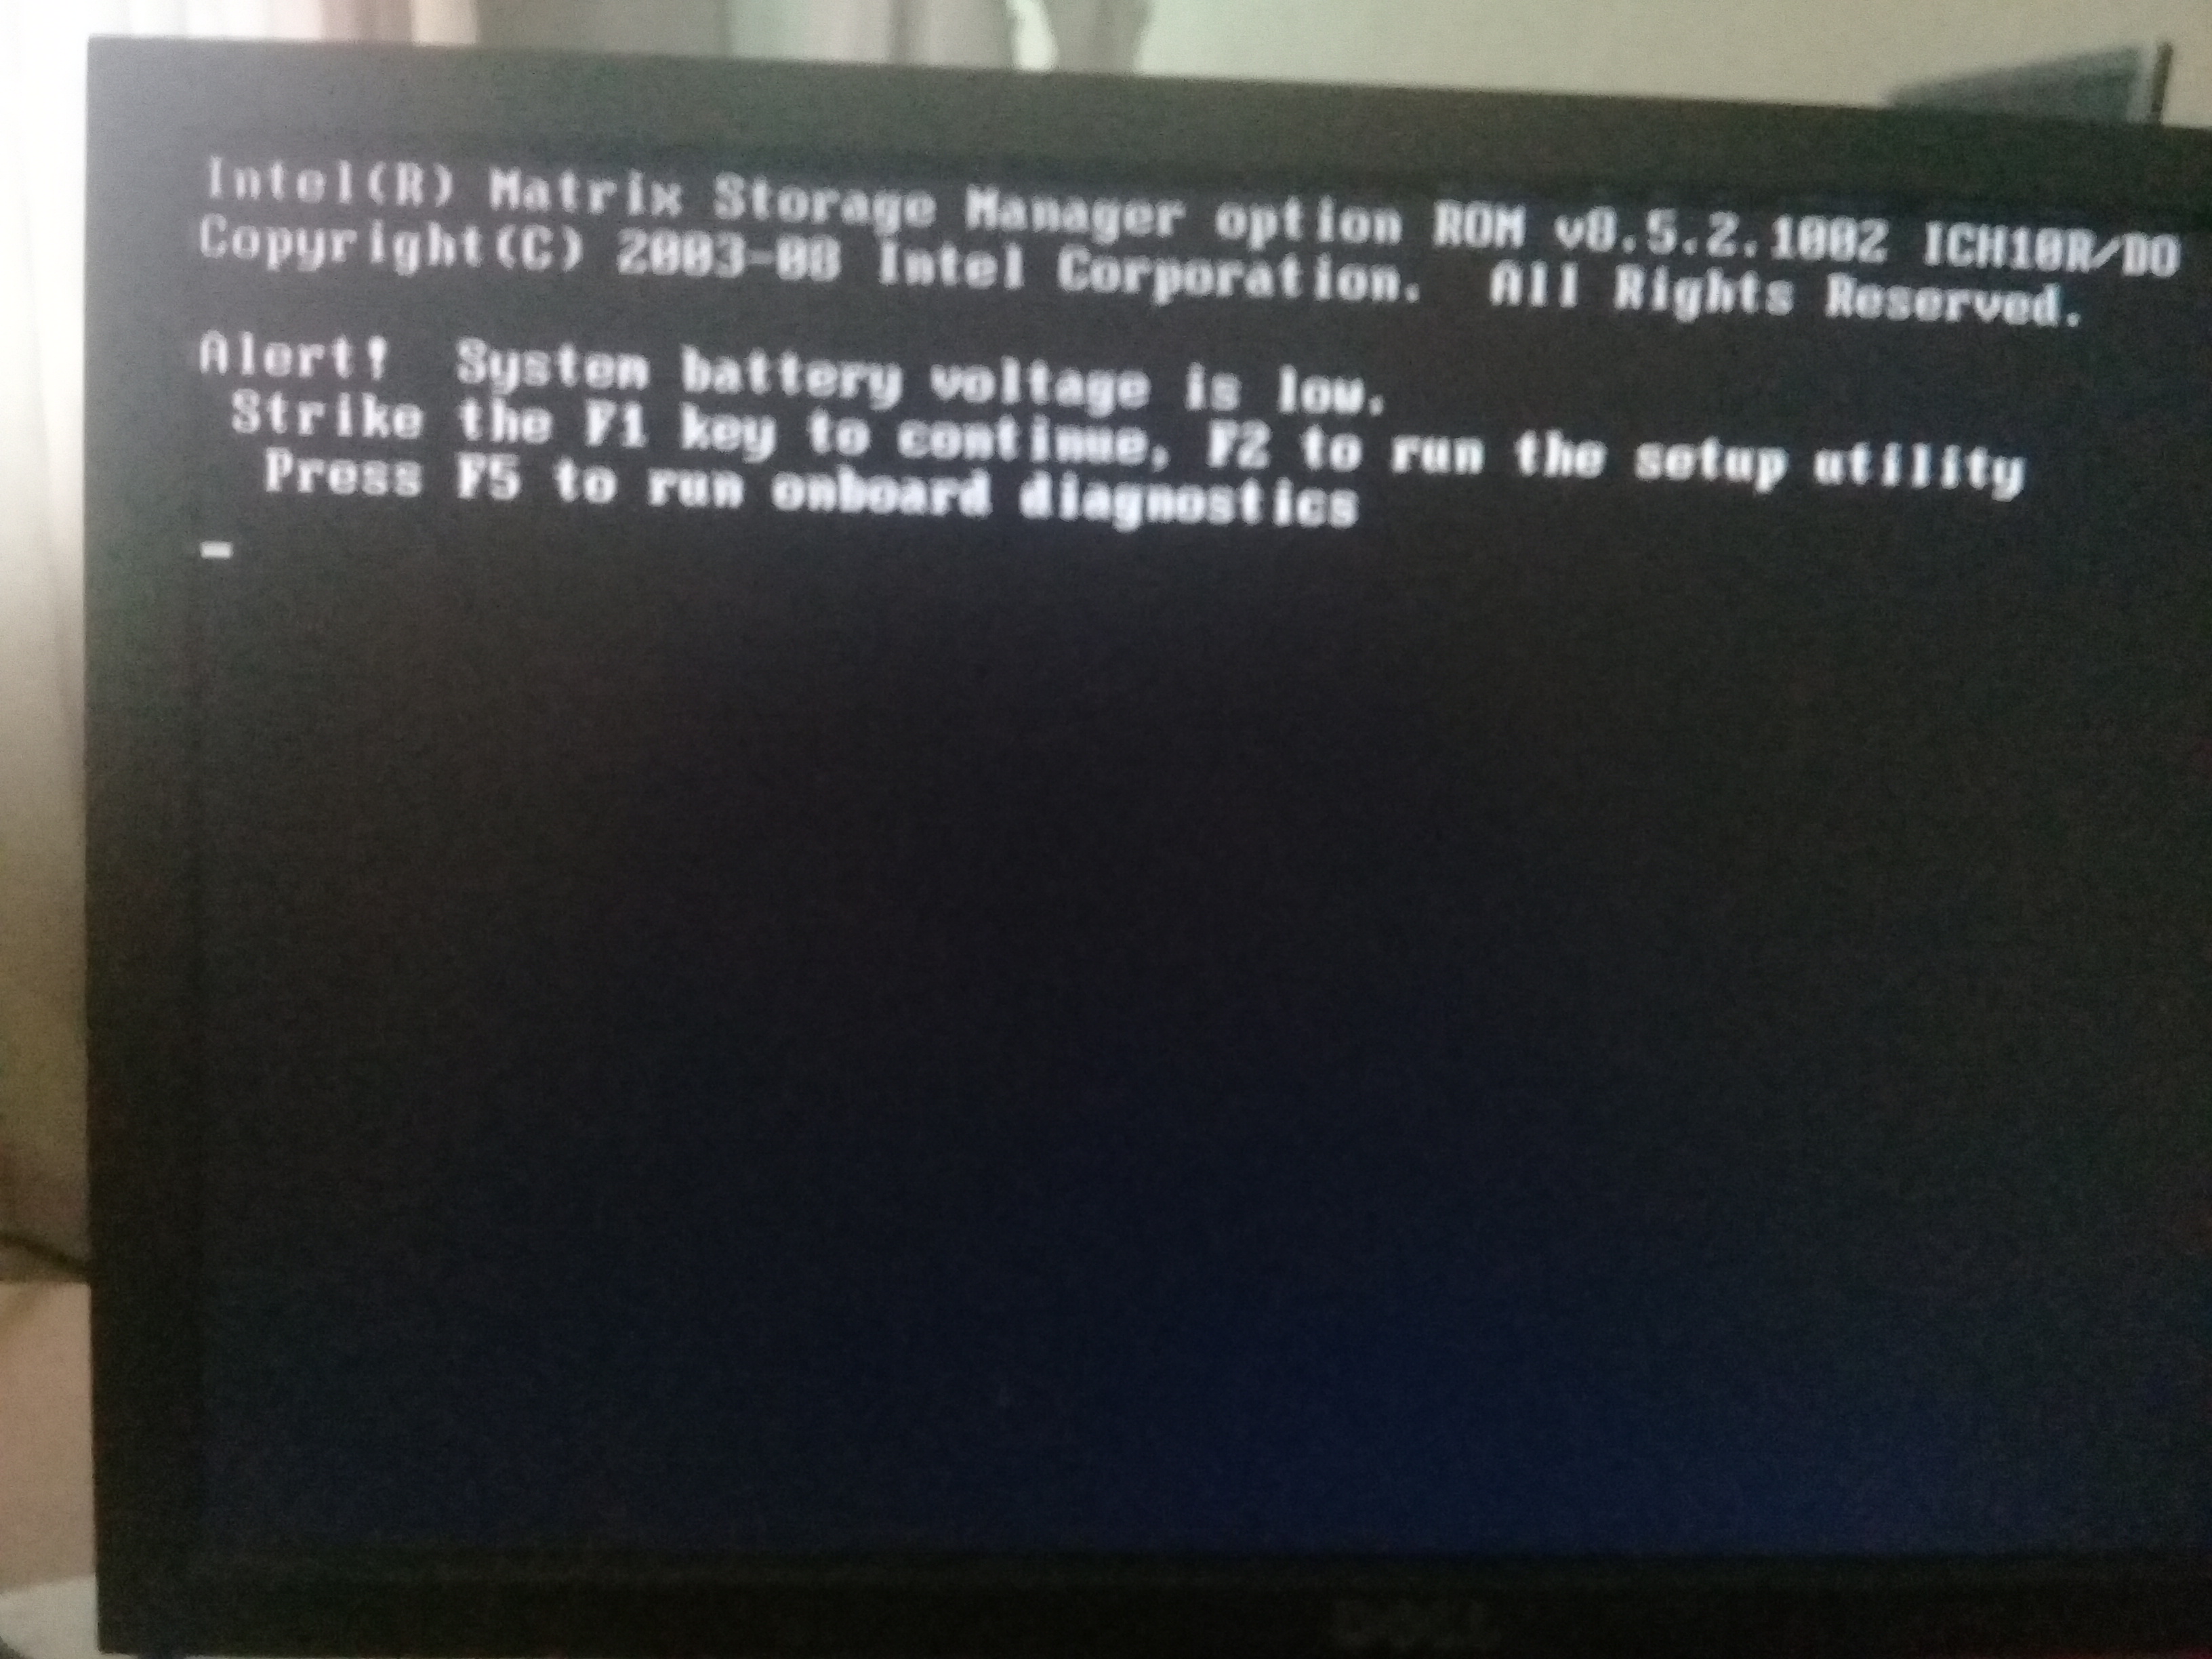 Intel(R) Matrix Storage Manager option ROM v8.5.2.1002 ICH10R/DO
Copyright(C) 2003-08 Intel Corporation.  All Rights Reserved.
Alert!  System battery voltage is low.
Strike the F1 key to continue, F2 to run the setup utility
Press F5 to run onboard diagnostics